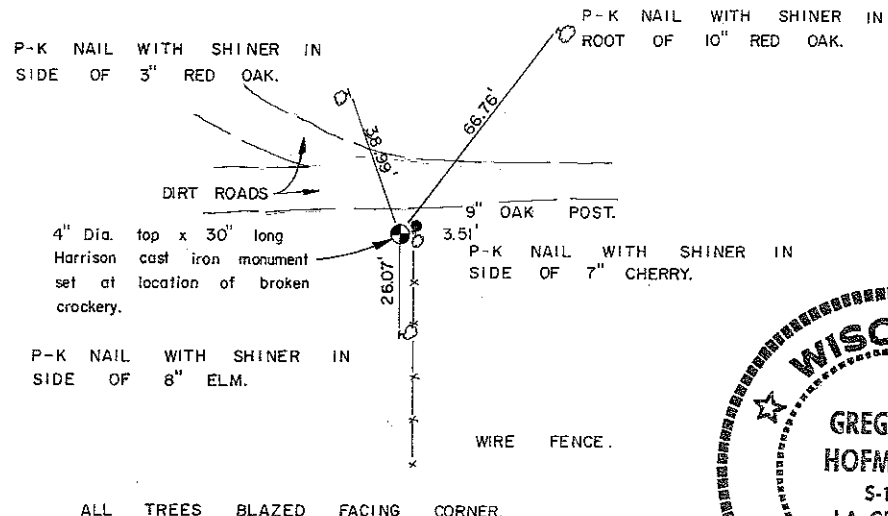 P-K NAIL WITH SHINER IN
ROOT OF 10" RED OAK.
P-K NAIL WITH SHINER IN
SIDE OF 3" RED OAK.
66.76'
38.99'
DIRT ROADS
9" OAK POST.
3.51'
4" Dia. top x 30" long
Harrison cast iron monument
set at location of broken
crockery.
P-K NAIL WITH SHINER IN
SIDE OF 7" CHERRY.
26.07'
P-K NAIL WITH SHINER IN
SIDE OF 8" ELM.
WIRE FENCE.
ALL TREES BLAZED FACING CORNER.
WISC
GREG
HOFM
S-1